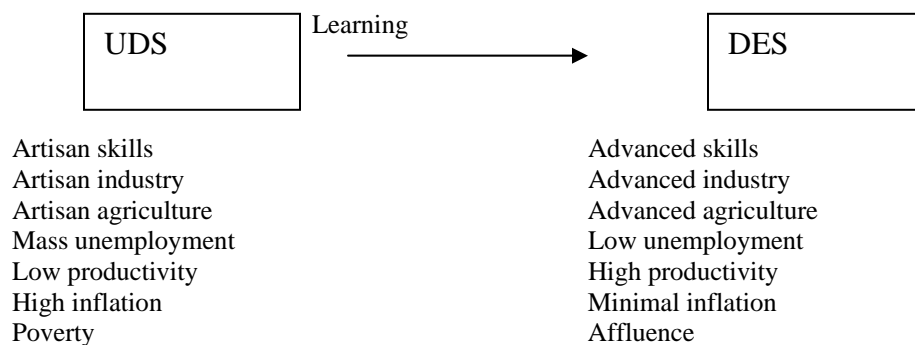 UDS
Learning
DES
Artisan skills
Artisan industry
Artisan agriculture
Mass unemployment
Low productivity
High inflation
Poverty
Advanced skills
Advanced industry
Advanced agriculture
Low unemployment
High productivity
Minimal inflation
Affluence